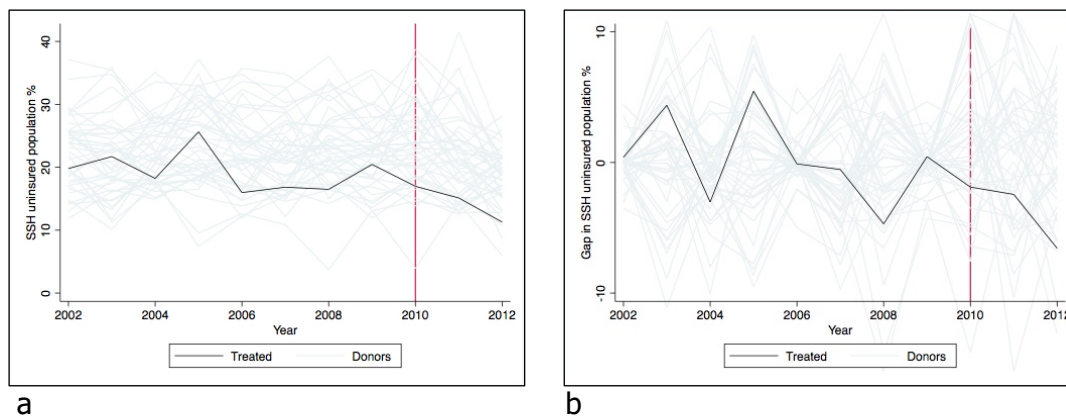 SSH uninsured population %
40
30
20
10
0
2002 2004 2006 2008 2010 2012
Year
Treated Donors
a
Gap in SSH uninsured population %
10
0
-10
2002 2004 2006 2008 2010 2012
Year
Treated Donors
b